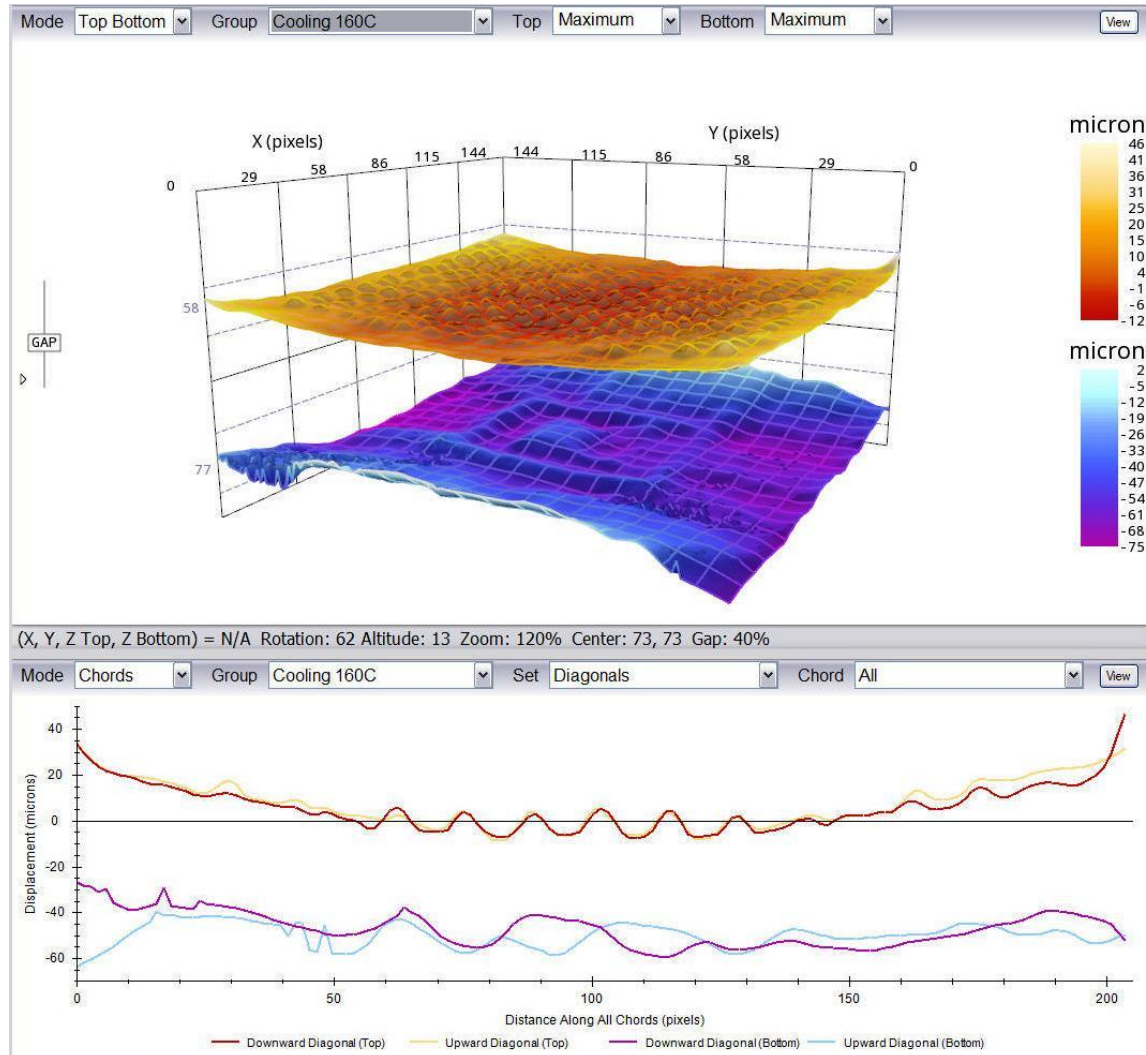 Mode Top Bottom Group Cooling 160C Top Maximum Bottom Maximum View
X (pixels) Y (pixels)
0 29 58 86 115 144 144 115 86 58 29 0
58
77
GAP
micron
46
41
36
31
25
20
15
10
4
-1
-6
-12
micron
2
-5
-12
-19
-26
-33
-40
-47
-54
-61
-68
-75
(X, Y, Z Top, Z Bottom) = N/A Rotation: 62 Altitude: 13 Zoom: 120% Center: 73, 73 Gap: 40%
Mode Chords Group Cooling 160C Set Diagonals Chord All View
Displacement (microns)
40
20
0
-20
-40
-60
0 50 100 150 200
Distance Along All Chords (pixels)
Downward Diagonal (Top) Upward Diagonal (Top) Downward Diagonal (Bottom) Upward Diagonal (Bottom)